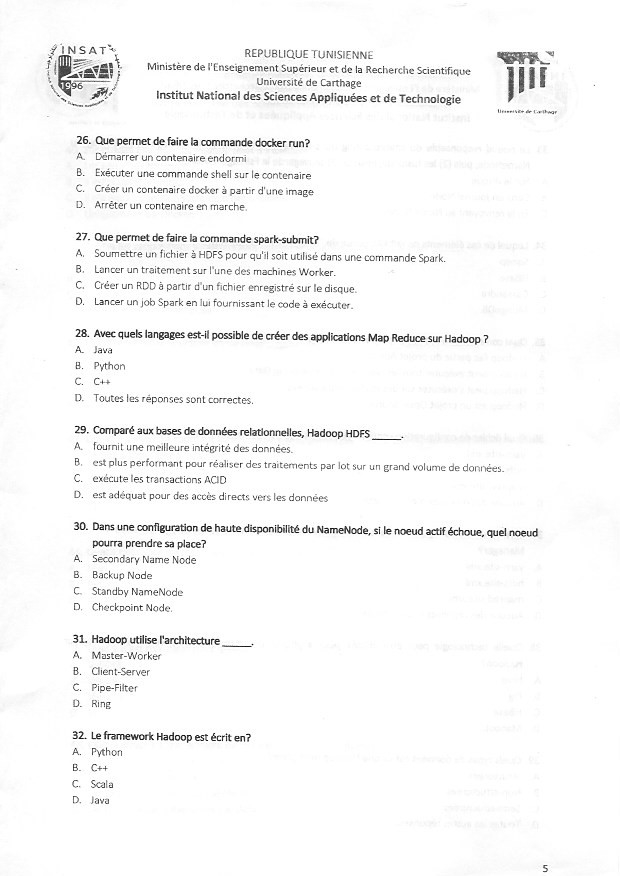 INSAT
1996
REPUBLIQUE TUNISIENNE
Ministère de l'Enseignement Supérieur et de la Recherche Scientifique
Université de Carthage
Institut National des Sciences Appliquées et de Technologie
Université de Carthage
26. Que permet de faire la commande docker run?
A. Démarrer un contenaire endormi
B. Exécuter une commande shell sur le contenaire
C. Créer un contenaire docker à partir d'une image
D. Arrêter un contenaire en marche.
27. Que permet de faire la commande spark-submit?
A. Soumettre un fichier à HDFS pour qu'il soit utilisé dans une commande Spark.
B. Lancer un traitement sur l'une des machines Worker.
C. Créer un RDD à partir d'un fichier enregistré sur le disque.
D. Lancer un job Spark en lui fournissant le code à exécuter.
28. Avec quels langages est-il possible de créer des applications Map Reduce sur Hadoop ?
A. Java
B. Python
C. C++
D. Toutes les réponses sont correctes.
29. Comparé aux bases de données relationnelles, Hadoop HDFS ______.
A. fournit une meilleure intégrité des données.
B. est plus performant pour réaliser des traitements par lot sur un grand volume de données.
C. exécute les transactions ACID
D. est adéquat pour des accès directs vers les données
30. Dans une configuration de haute disponibilité du NameNode, si le noeud actif échoue, quel noeud
pourra prendre sa place?
A. Secondary Name Node
B. Backup Node
C. Standby NameNode
D. Checkpoint Node.
31. Hadoop utilise l'architecture ______.
A. Master-Worker
B. Client-Server
C. Pipe-Filter
D. Ring
32. Le framework Hadoop est écrit en?
A. Python
B. C++
C. Scala
D. Java
5